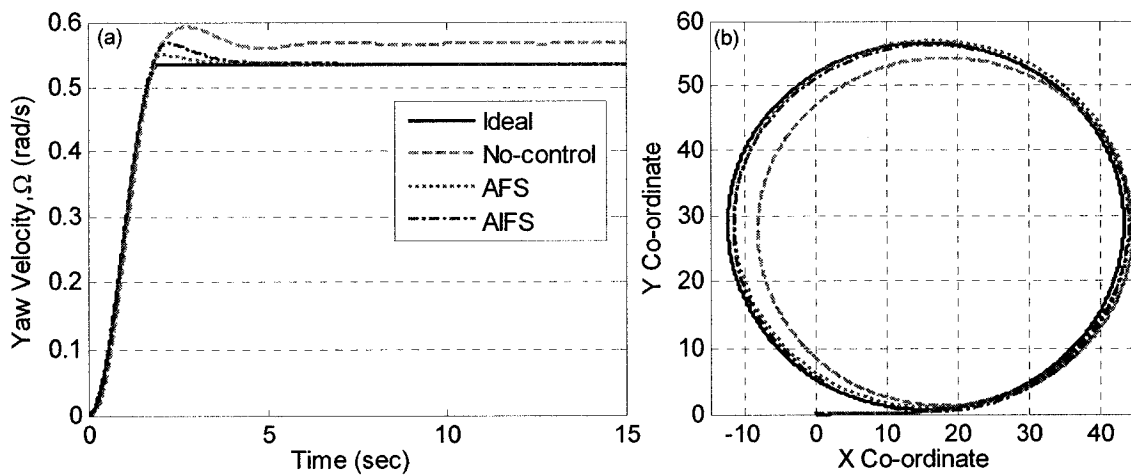 (a)
Yaw Velocity,Ω (rad/s)
0.6
0.5
0.4
0.3
0.2
0.1
0
Ideal
No-control
AFS
AIFS
0 5 10 15
Time (sec)
(b)
Y Co-ordinate
60
50
40
30
20
10
0
-10 0 10 20 30 40
X Co-ordinate